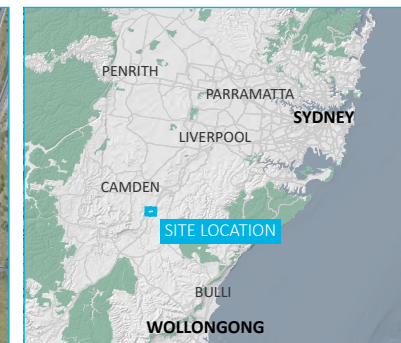 PENRITH
PARRAMATTA
SYDNEY
LIVERPOOL
CAMDEN
SITE LOCATION
BULLI
WOLLONGONG